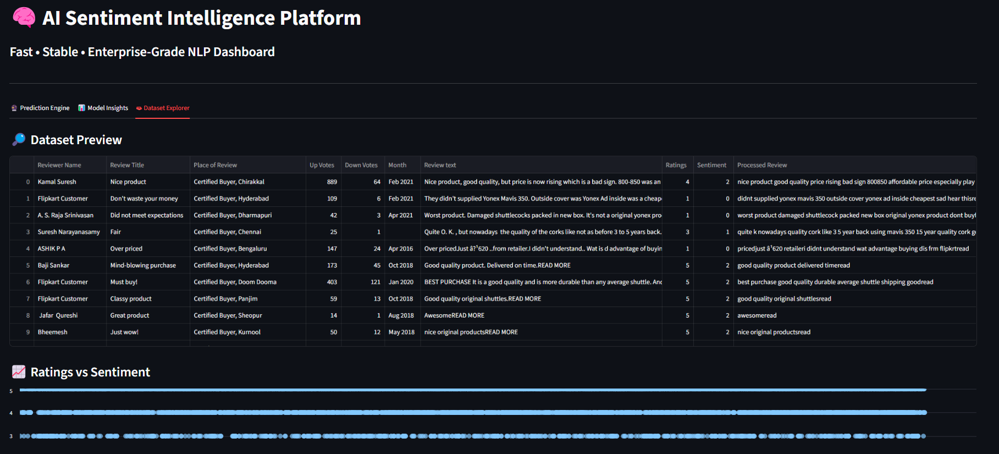 AI Sentiment Intelligence Platform
Fast • Stable • Enterprise-Grade NLP Dashboard
Prediction Engine Model Insights Dataset Explorer
Dataset Preview
Reviewer Name Review Title Place of Review Up Votes Down Votes Month Review text Ratings Sentiment Processed Review
0 Kamal Suresh Nice product Certified Buyer, Chirakkal 889 64 Feb 2021 Nice product, good quality, but price is now rising which is a bad sign. 800-850 was an 4 2 nice product good quality price rising bad sign 800850 affordable price especially play
1 Flipkart Customer Don't waste your money Certified Buyer, Hyderabad 109 6 Feb 2021 They didn't supplied Yonex Mavis 350. Outside cover was Yonex Ad inside was a cheap 1 0 didnt supplied yonex mavis 350 outside cover yonex ad inside cheapest sad hear thisre
2 A. S. Raja Srinivasan Did not meet expectations Certified Buyer, Dharmapuri 42 3 Apr 2021 Worst product. Damaged shuttlecocks packed in new box. It's not a original yonex pro 1 0 worst product damaged shuttlecock packed new box original yonex product dont buyf
3 Suresh Narayanasamy Fair Certified Buyer, Chennai 25 1 Quite O. K. , but nowadays the quality of the corks like not as before 3 to 5 years back. 3 1 quite k nowadays quality cork like 3 5 year back using mavis 350 15 year quality cork g
4 ASHIK P A Over priced Certified Buyer, Bengaluru 147 24 Apr 2016 Over pricedJust â?¹620 ..from retailer.I didn't understand.. Wat is d advantage of buyin 1 0 pricedjust â¹620 retaileri didnt understand wat advantage buying dis frm flipkrtread
5 Baji Sankar Mind-blowing purchase Certified Buyer, Hyderabad 173 45 Oct 2018 Good quality product. Delivered on time.READ MORE 5 2 good quality product delivered timeread
6 Flipkart Customer Must buy! Certified Buyer, Doom Dooma 403 121 Jan 2020 BEST PURCHASE It is a good quality and is more durable than any average shuttle. And 5 2 best purchase good quality durable average shuttle shipping goodread
7 Flipkart Customer Classy product Certified Buyer, Panjim 59 13 Oct 2018 Good quality original shuttles.READ MORE 5 2 good quality original shuttlesread
8 Jafar Qureshi Great product Certified Buyer, Sheopur 14 1 Aug 2018 AwesomeREAD MORE 5 2 awesomeread
9 Bheemesh Just wow! Certified Buyer, Kurnool 50 12 May 2018 nice original productsREAD MORE 5 2 nice original productsread
Ratings vs Sentiment
5
4
3